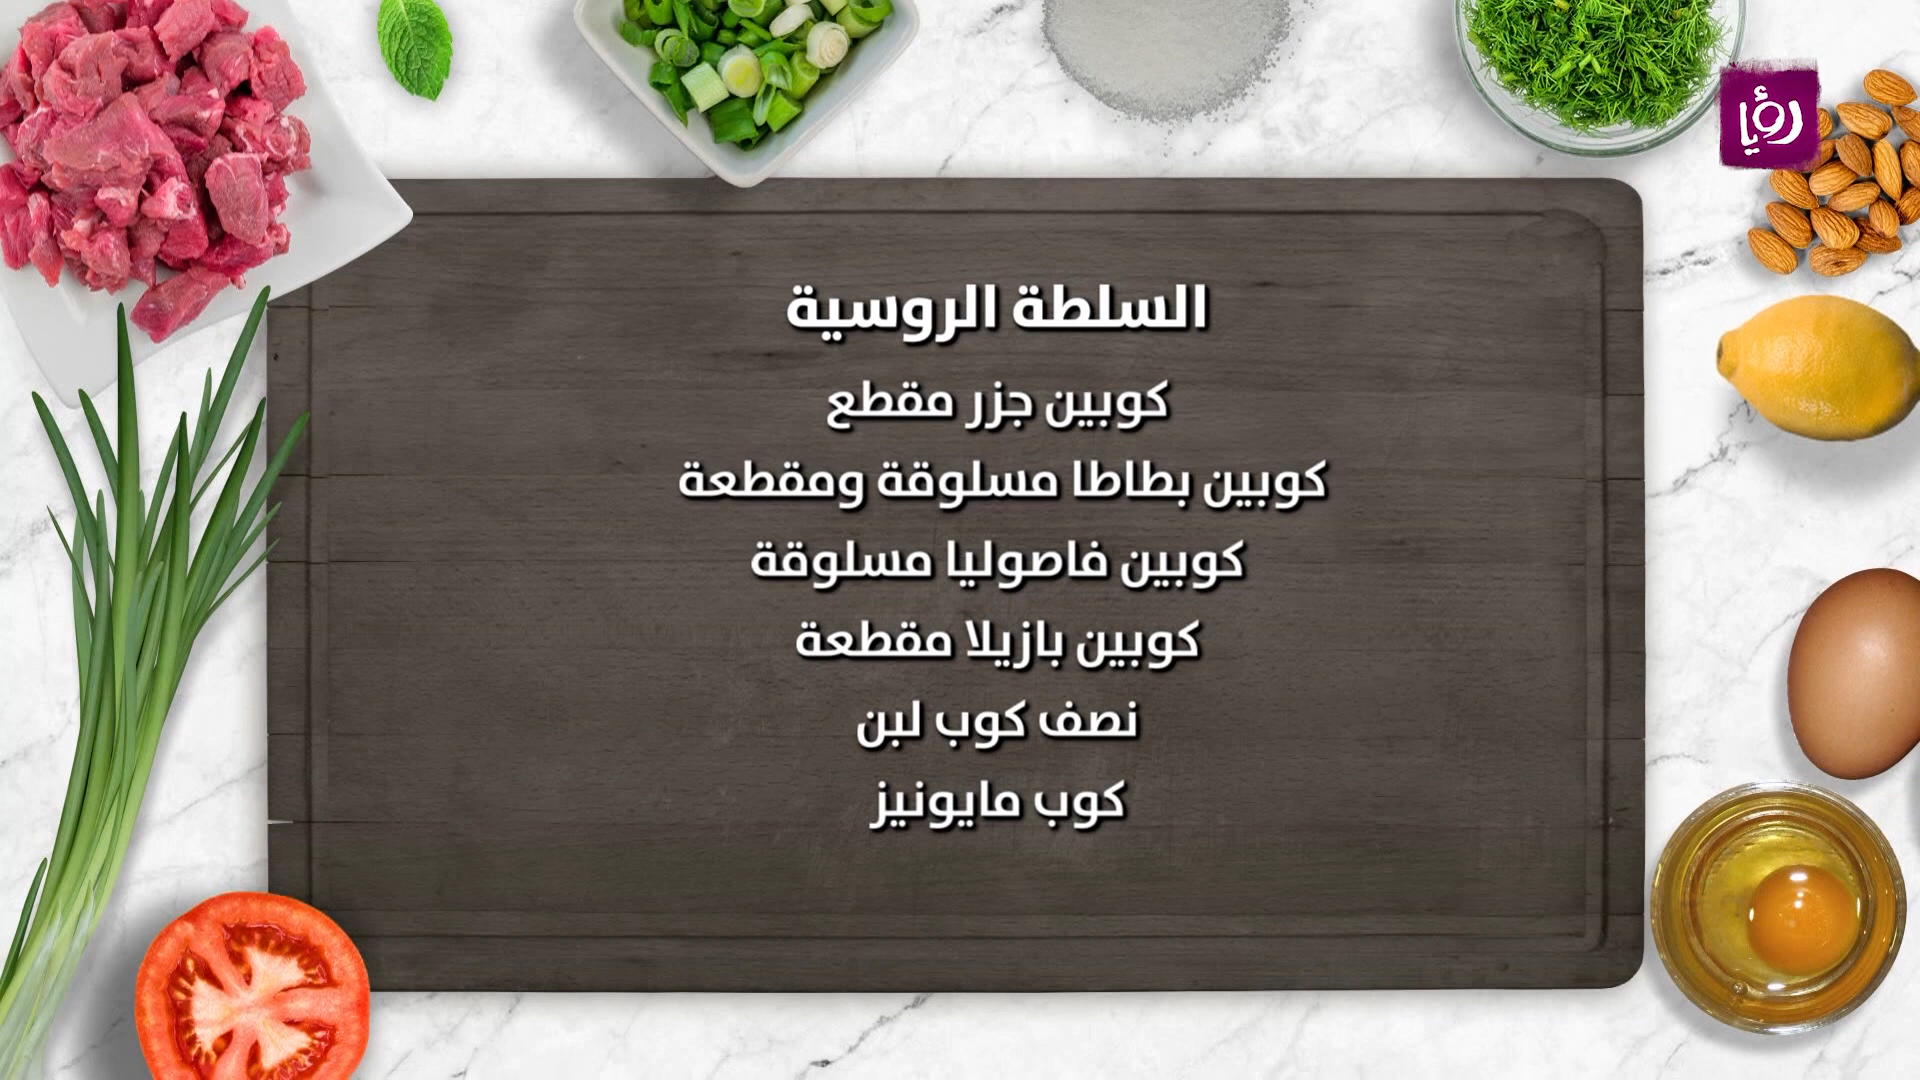 رؤيا
السلطة الروسية
كوبين جزر مقطع
كوبين بطاطا مسلوقة ومقطعة
كوبين فاصوليا مسلوقة
كوبين بازيلا مقطعة
نصف كوب لبن
كوب مايونيز